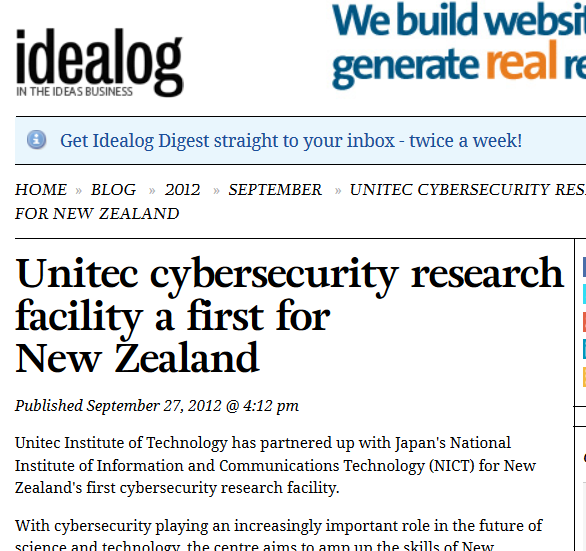 We build websi
generate real re
idealog
IN THE IDEAS BUSINESS
Get Idealog Digest straight to your inbox - twice a week!
HOME » BLOG » 2012 » SEPTEMBER » UNITEC CYBERSECURITY RES
FOR NEW ZEALAND
Unitec cybersecurity research
facility a first for
New Zealand
Published September 27, 2012 @ 4:12 pm
Unitec Institute of Technology has partnered up with Japan's National
Institute of Information and Communications Technology (NICT) for New
Zealand's first cybersecurity research facility.
With cybersecurity playing an increasingly important role in the future of
science and technology, the centre aims to amp up the skills of New